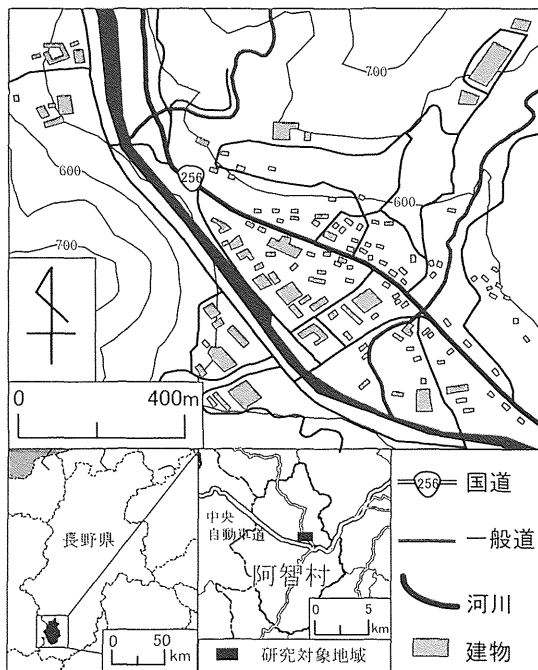 700
600
256
600
700
0 400m
長野県
0 50
km
中央
自動車道
阿智村
0 5
km
研究対象地域
256 国道
一般道
河川
建物